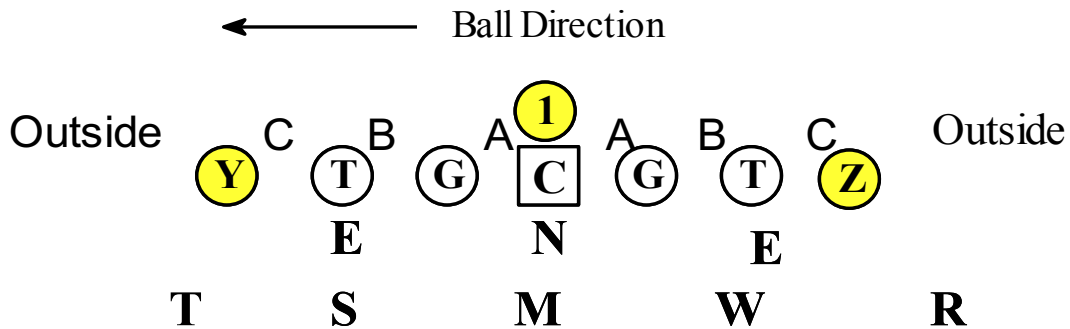 Ball Direction
1
Outside C B A A B C Outside
Y T G C G T Z
E N E
T S M W R